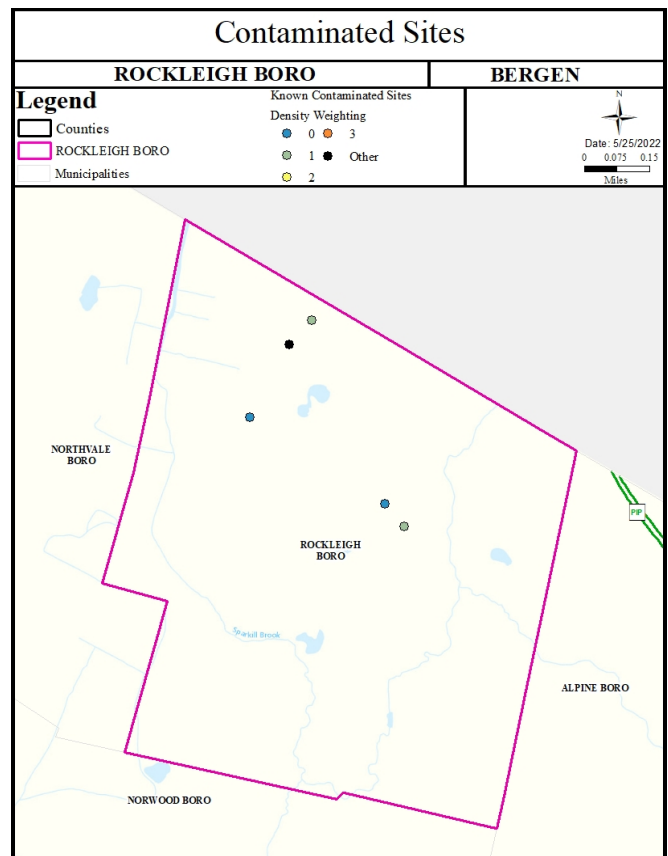 Contaminated Sites
ROCKLEIGH BORO
BERGEN
Legend
Counties
ROCKLEIGH BORO
Municipalities
Known Contaminated Sites
Density Weighting
0 3
1 Other
2
N
Date: 5/25/2022
0 0.075 0.15
Miles
NORTHVALE
BORO
PIP
ROCKLEIGH
BORO
Sparkill Brook
ALPINE BORO
NORWOOD BORO